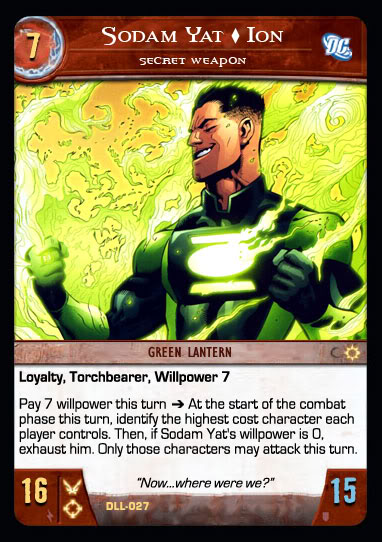 7
SODAM YAT ♦ ION
SECRET WEAPON
DC
GREEN LANTERN
C
Loyalty, Torchbearer, Willpower 7
Pay 7 willpower this turn ➔ At the start of the combat
phase this turn, identify the highest cost character each
player controls. Then, if Sodam Yat's willpower is 0,
exhaust him. Only those characters may attack this turn.
"Now...where were we?"
16
DLL-027
15